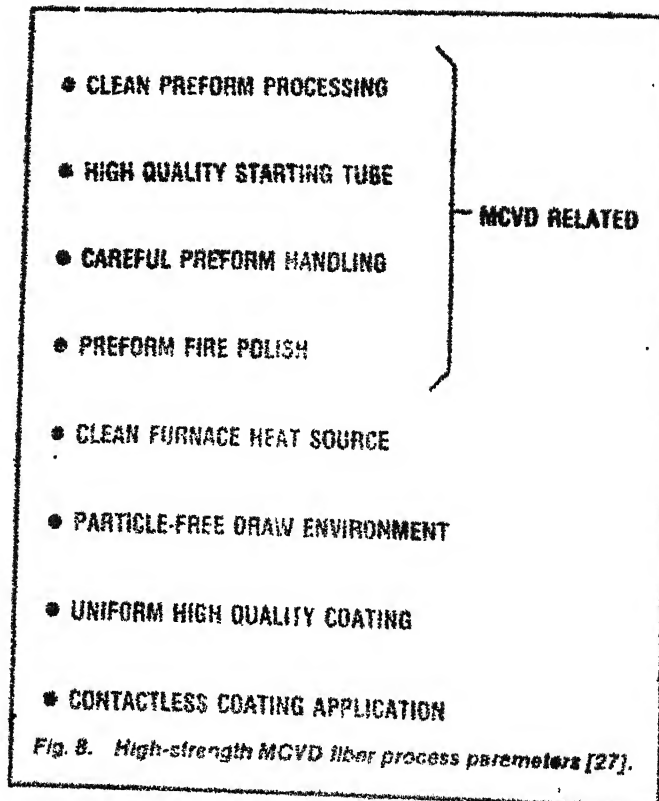 • CLEAN PREFORM PROCESSING
• HIGH QUALITY STARTING TUBE
MCVD RELATED
• CAREFUL PREFORM HANDLING
• PREFORM FIRE POLISH
• CLEAN FURNACE HEAT SOURCE
• PARTICLE-FREE DRAW ENVIRONMENT
• UNIFORM HIGH QUALITY COATING
• CONTACTLESS COATING APPLICATION
Fig. 8. High-strength MCVD fiber process parameters [27].